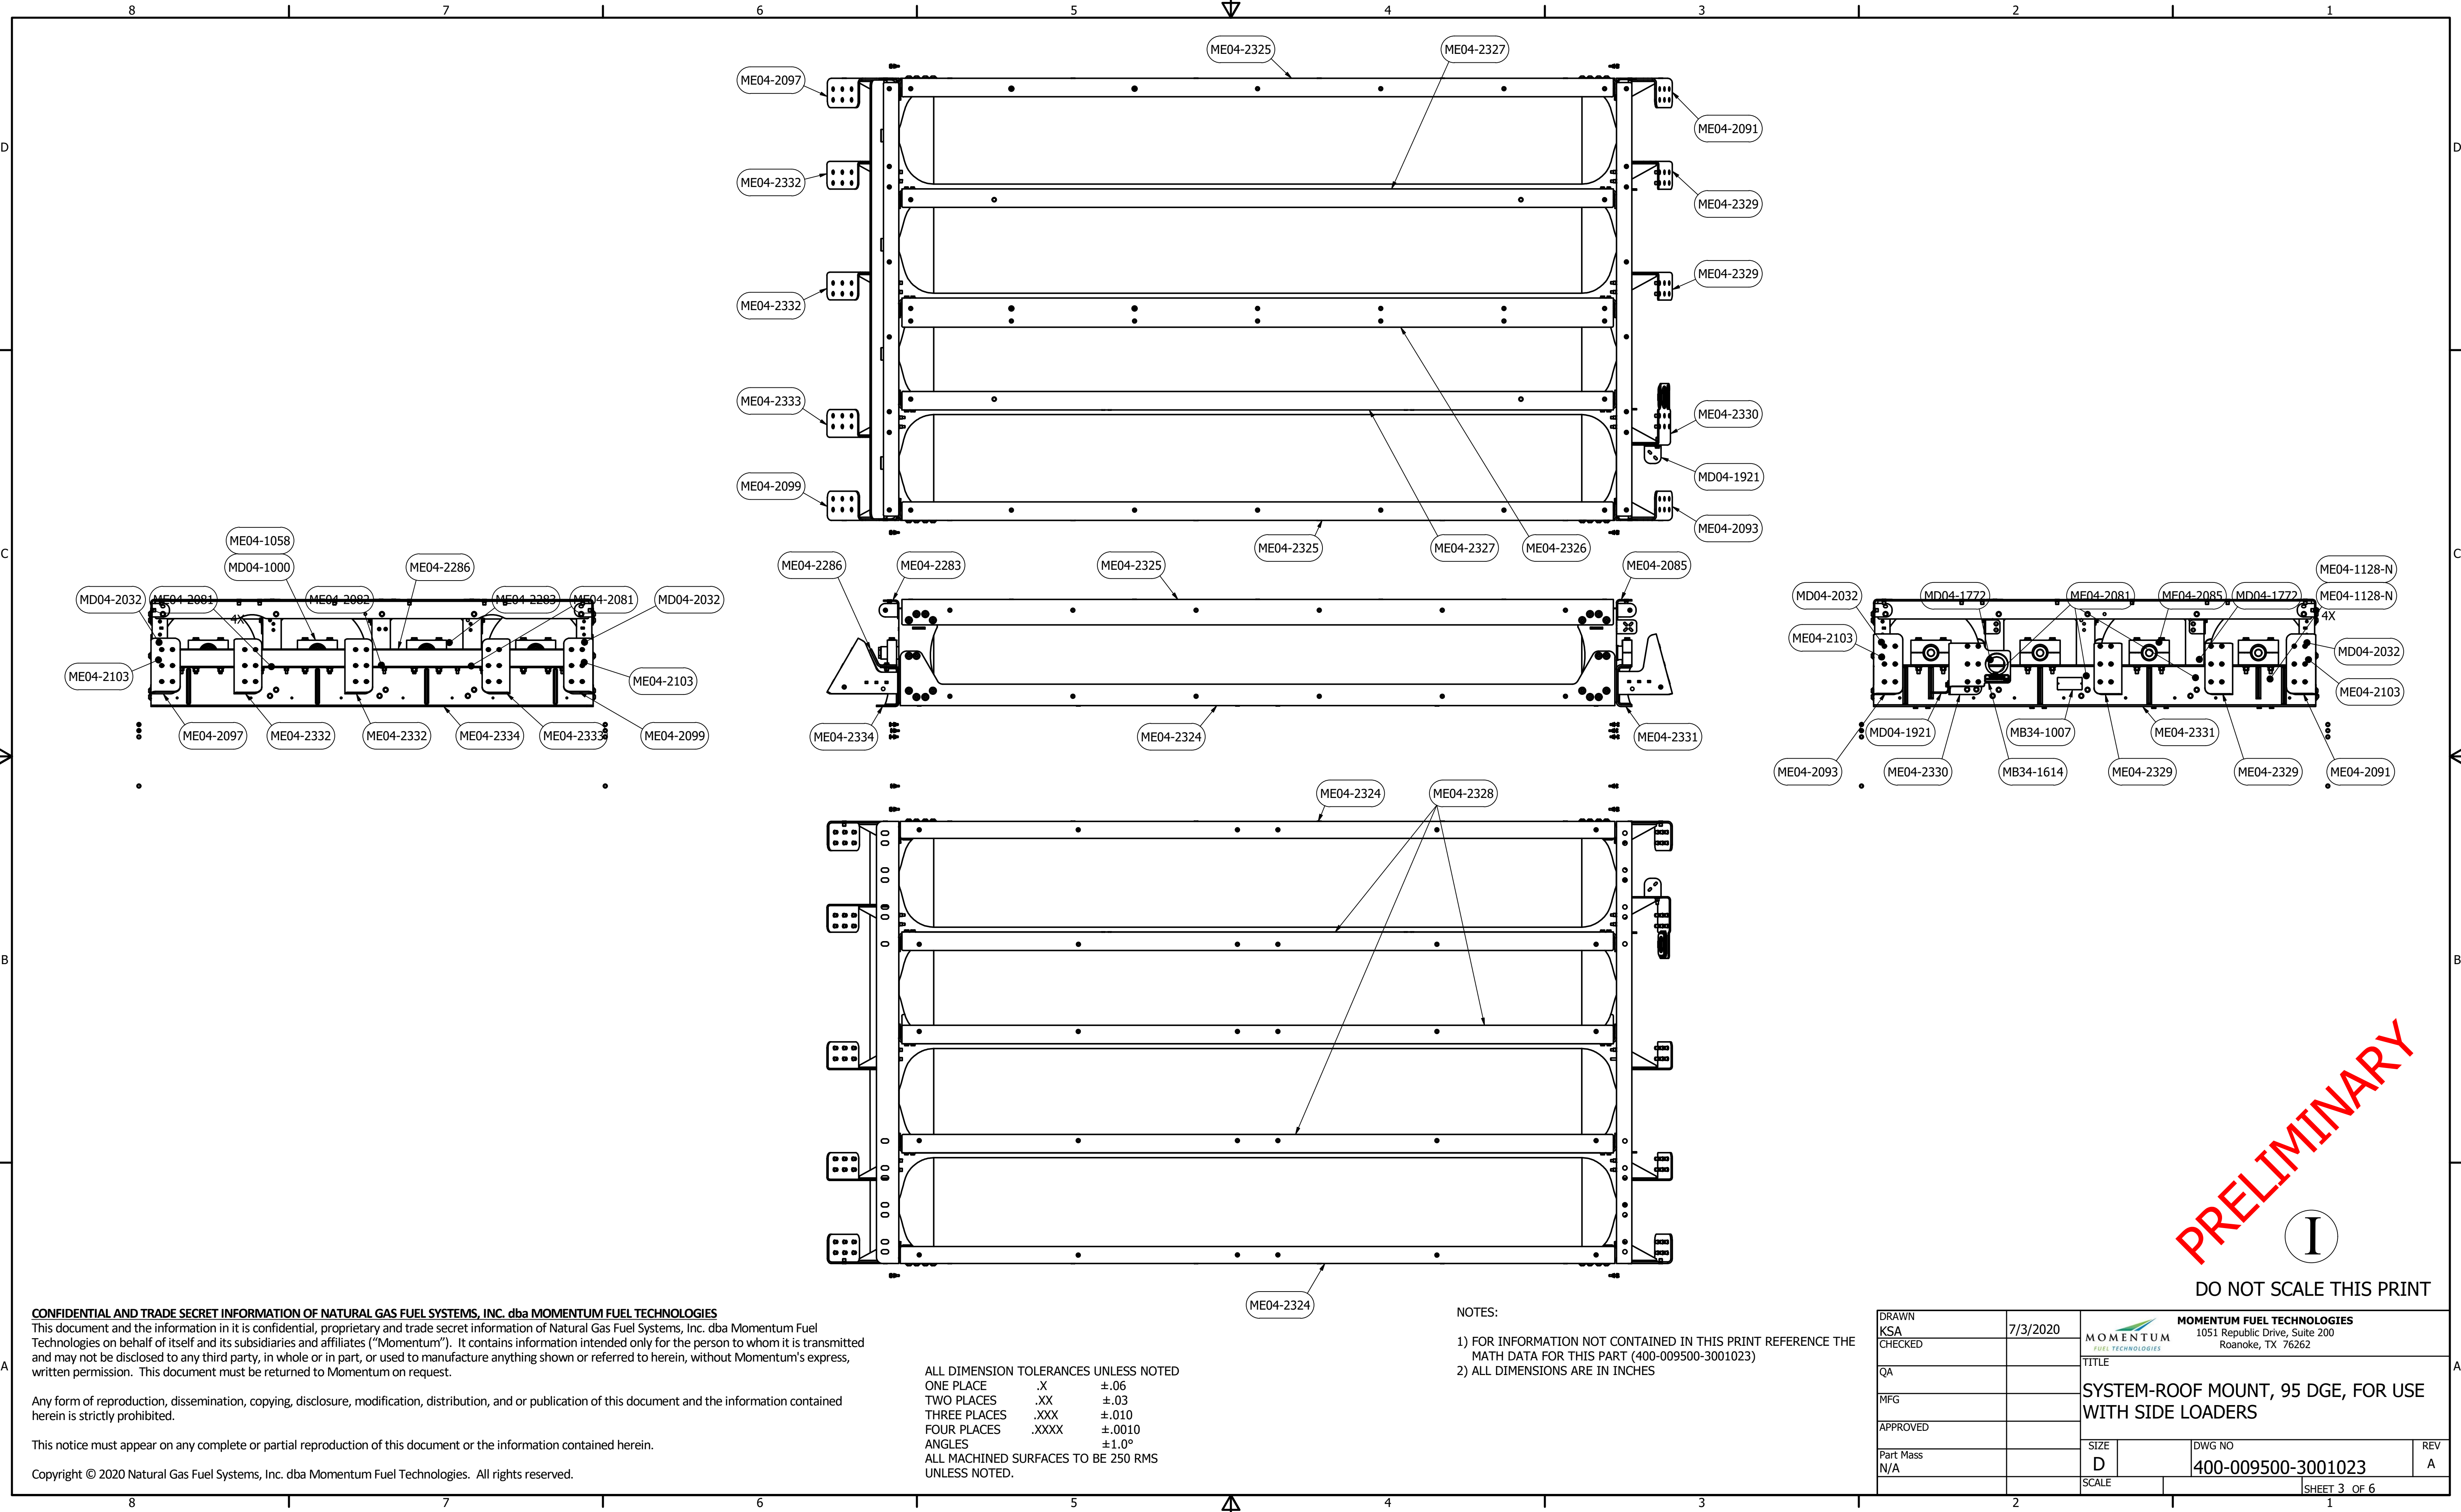 8 7 6 5 4 3 2 1
D
D
ME04-2325
ME04-2327
ME04-2097
ME04-2091
ME04-2332
ME04-2329
ME04-2332
ME04-2329
ME04-2333
ME04-2330
ME04-2099
MD04-1921
ME04-2093
ME04-2325
ME04-2327
ME04-2326
C
C
ME04-1058
MD04-1000
ME04-2286
MD04-2032
ME04-2081
ME04-2082
ME04-2283
ME04-2081
MD04-2032
4X
ME04-2103
ME04-2103
ME04-2097
ME04-2332
ME04-2332
ME04-2334
ME04-2333
ME04-2099
ME04-2286
ME04-2283
ME04-2325
ME04-2085
ME04-2334
ME04-2324
ME04-2331
ME04-1128-N
MD04-2032
MD04-1772
ME04-2081
ME04-2085
MD04-1772
ME04-1128-N
4X
ME04-2103
MD04-2032
ME04-2103
MD04-1921
MB34-1007
ME04-2331
ME04-2093
ME04-2330
MB34-1614
ME04-2329
ME04-2329
ME04-2091
ME04-2324
ME04-2328
B
B
ME04-2324
PRELIMINARY
I
DO NOT SCALE THIS PRINT
A
A
CONFIDENTIAL AND TRADE SECRET INFORMATION OF NATURAL GAS FUEL SYSTEMS, INC. dba MOMENTUM FUEL TECHNOLOGIES
This document and the information in it is confidential, proprietary and trade secret information of Natural Gas Fuel Systems, Inc. dba Momentum Fuel
Technologies on behalf of itself and its subsidiaries and affiliates (“Momentum”). It contains information intended only for the person to whom it is transmitted
and may not be disclosed to any third party, in whole or in part, or used to manufacture anything shown or referred to herein, without Momentum's express,
written permission. This document must be returned to Momentum on request.
Any form of reproduction, dissemination, copying, disclosure, modification, distribution, and or publication of this document and the information contained
herein is strictly prohibited.
This notice must appear on any complete or partial reproduction of this document or the information contained herein.
Copyright © 2020 Natural Gas Fuel Systems, Inc. dba Momentum Fuel Technologies. All rights reserved.
ALL DIMENSION TOLERANCES UNLESS NOTED
ONE PLACE .X ±.06
TWO PLACES .XX ±.03
THREE PLACES .XXX ±.010
FOUR PLACES .XXXX ±.0010
ANGLES ±1.0°
ALL MACHINED SURFACES TO BE 250 RMS
UNLESS NOTED.
NOTES:
1) FOR INFORMATION NOT CONTAINED IN THIS PRINT REFERENCE THE
MATH DATA FOR THIS PART (400-009500-3001023)
2) ALL DIMENSIONS ARE IN INCHES
DRAWN
KSA 7/3/2020
CHECKED
QA
MFG
APPROVED
Part Mass
N/A
MOMENTUM
FUEL TECHNOLOGIES
MOMENTUM FUEL TECHNOLOGIES
1051 Republic Drive, Suite 200
Roanoke, TX 76262
TITLE
SYSTEM-ROOF MOUNT, 95 DGE, FOR USE
WITH SIDE LOADERS
SIZE
D
DWG NO
400-009500-3001023
REV
A
SCALE
SHEET 3 OF 6
8 7 6 5 4 3 2 1